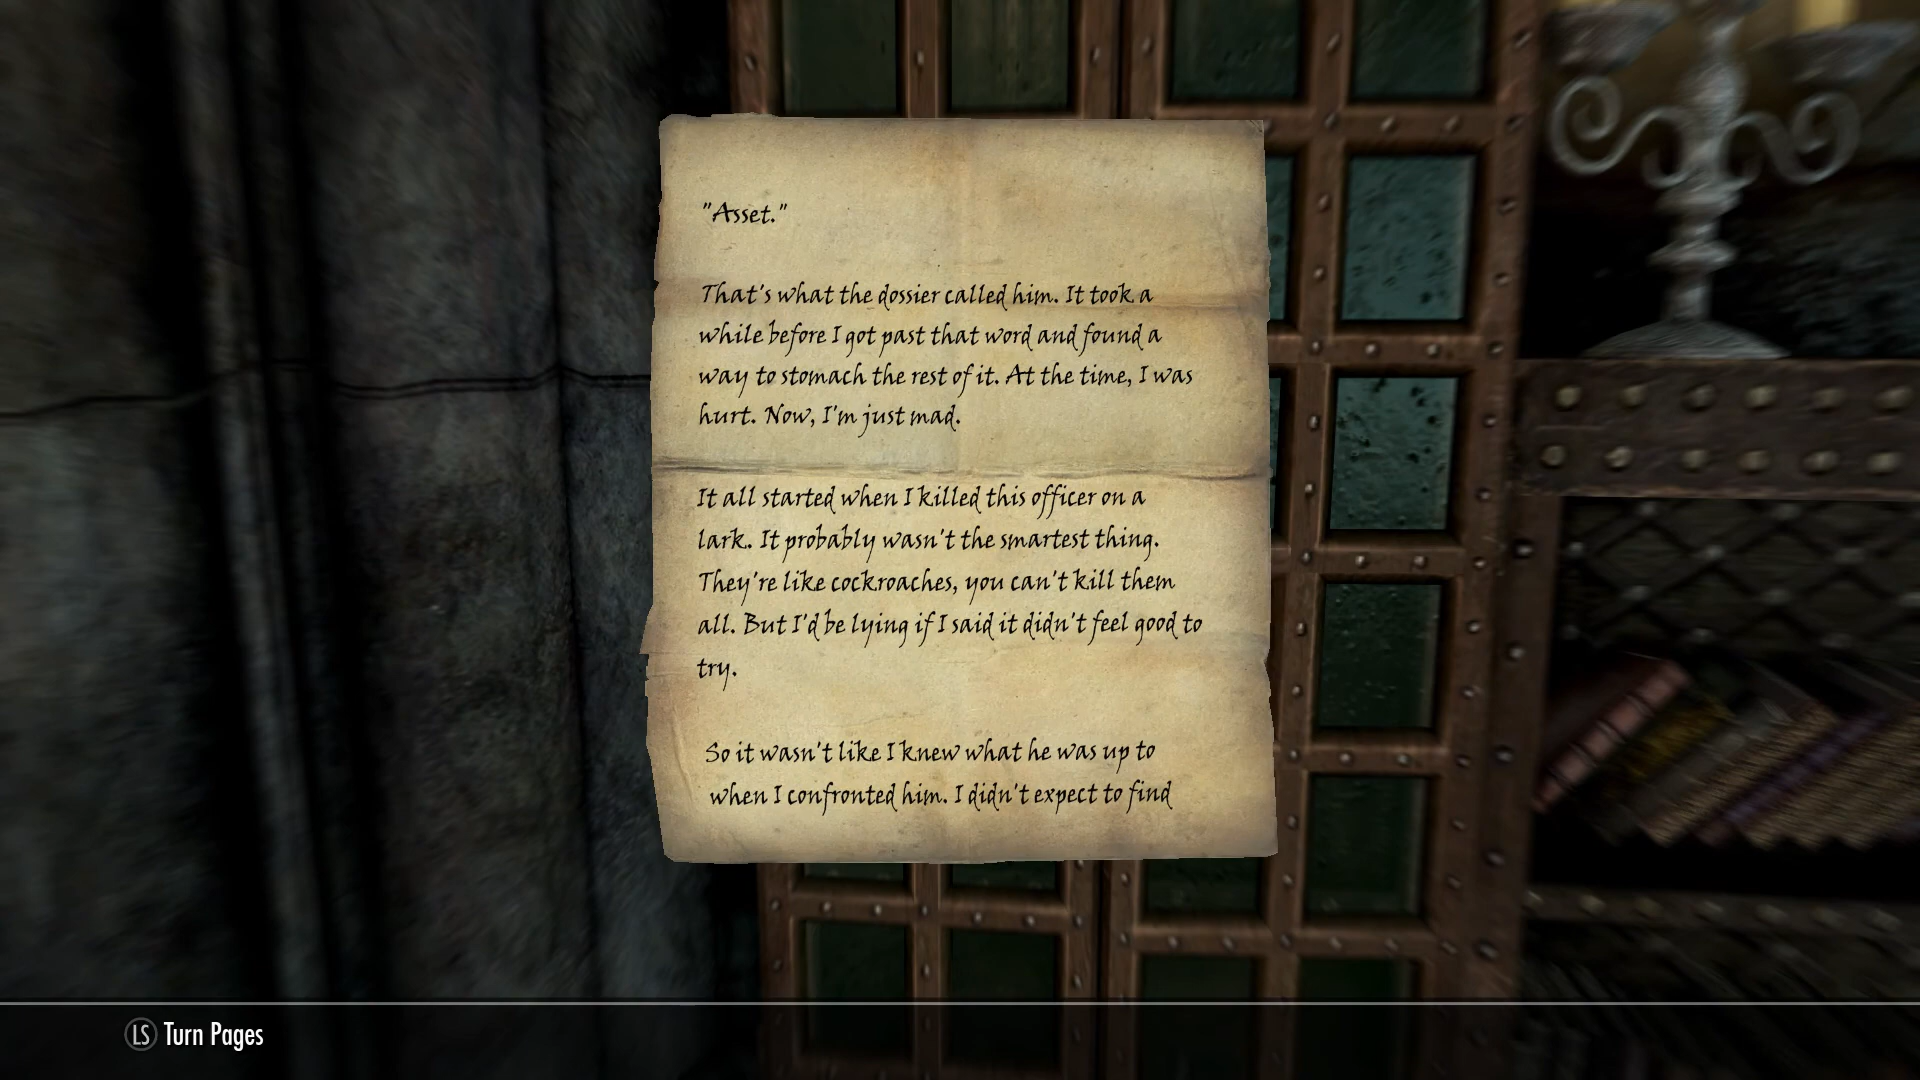 "Asset."
That's what the dossier called him. It took a
while before I got past that word and found a
way to stomach the rest of it. At the time, I was
hurt. Now, I'm just mad.
It all started when I killed this officer on a
lark. It probably wasn't the smartest thing.
They're like cockroaches, you can't kill them
all. But I'd be lying if I said it didn't feel good to
try.
So it wasn't like I knew what he was up to
when I confronted him. I didn't expect to find
LS Turn Pages